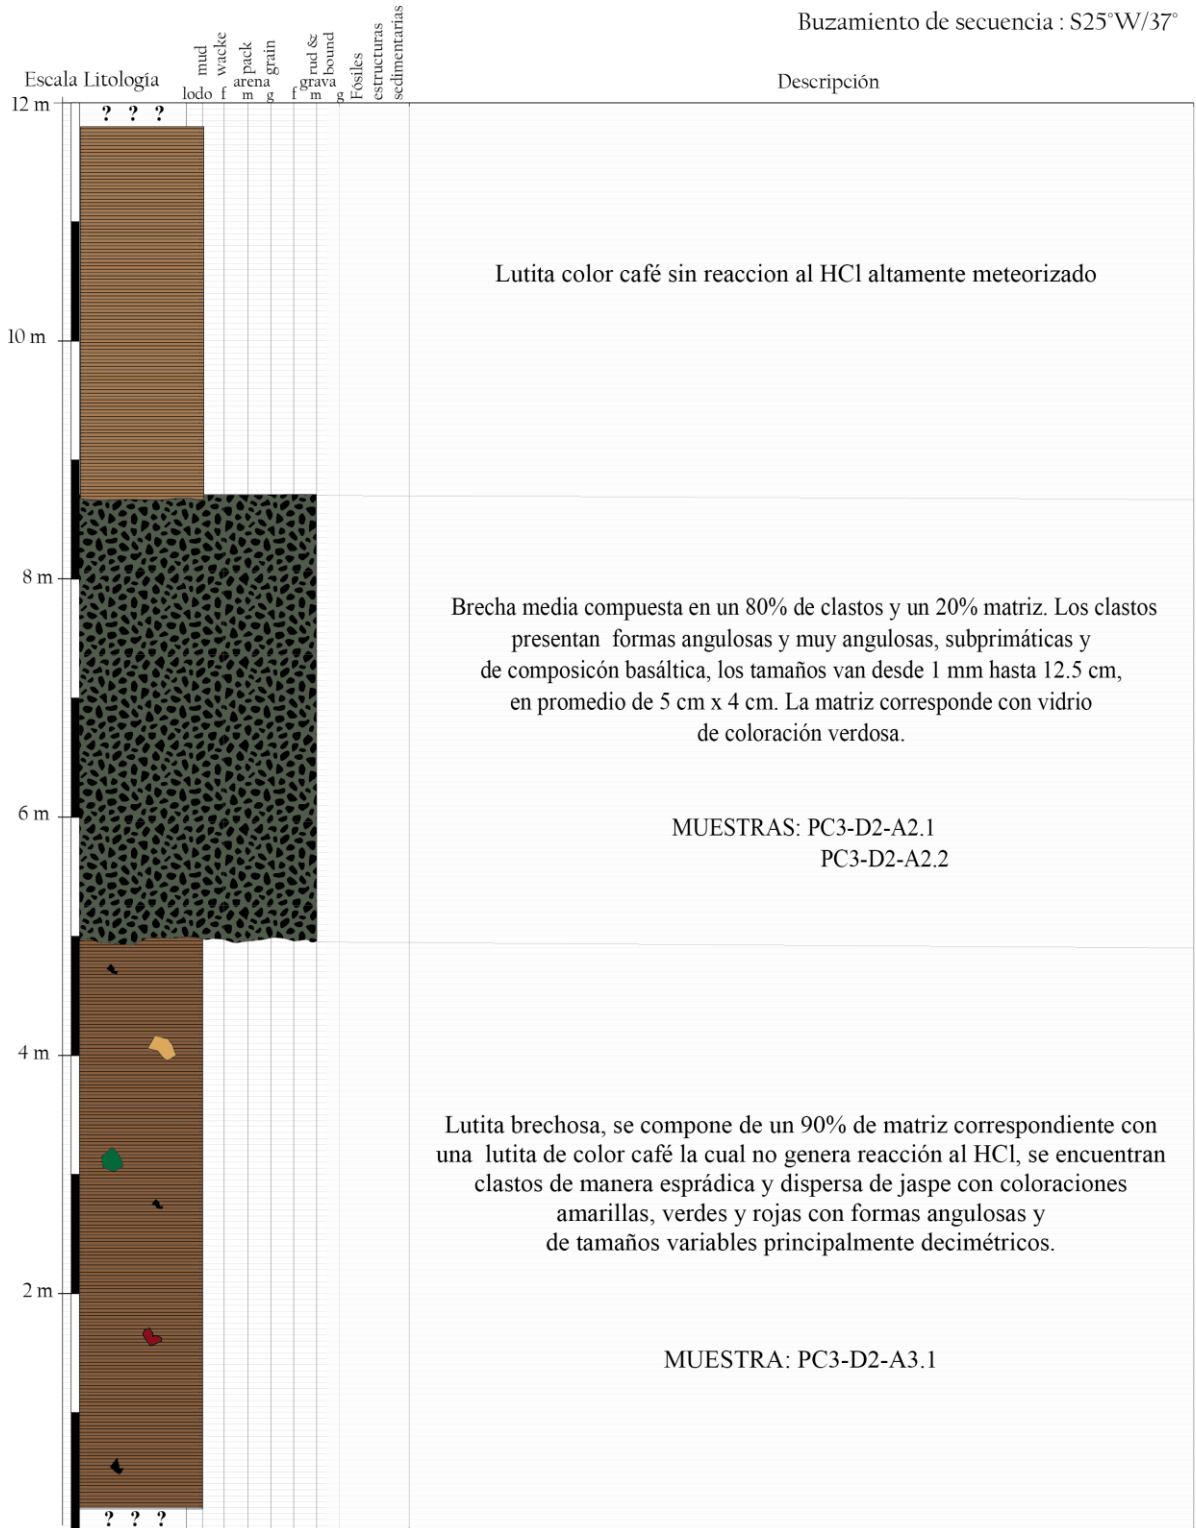 Buzamiento de secuencia : S25°W/37°
Escala Litología
mud
wacke
pack
grain
rud &
bound
lodo
arena
f m g
grava
f m g
Fósiles
estructuras
sedimentarias
Descripción
12 m
? ? ?
Lutita color café sin reaccion al HCl altamente meteorizado
10 m
8 m
Brecha media compuesta en un 80% de clastos y un 20% matriz. Los clastos
presentan formas angulosas y muy angulosas, subprimáticas y
de composicón basáltica, los tamaños van desde 1 mm hasta 12.5 cm,
en promedio de 5 cm x 4 cm. La matriz corresponde con vidrio
de coloración verdosa.
6 m
MUESTRAS: PC3-D2-A2.1
PC3-D2-A2.2
4 m
Lutita brechosa, se compone de un 90% de matriz correspondiente con
una lutita de color café la cual no genera reacción al HCl, se encuentran
clastos de manera esprádica y dispersa de jaspe con coloraciones
amarillas, verdes y rojas con formas angulosas y
de tamaños variables principalmente decimétricos.
2 m
MUESTRA: PC3-D2-A3.1
? ? ?